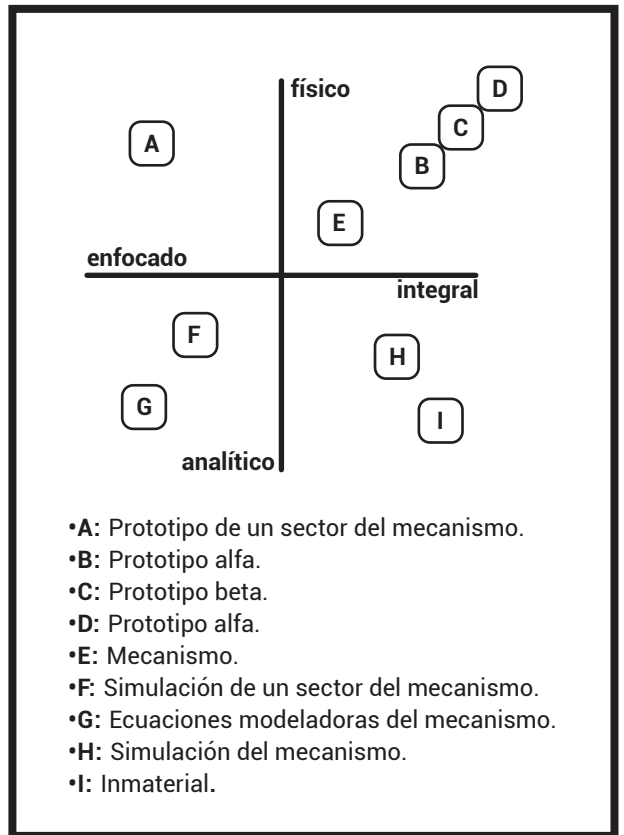 físico
D
C
A
B
E
enfocado
integral
F
H
G
I
analítico
•A: Prototipo de un sector del mecanismo.
•B: Prototipo alfa.
•C: Prototipo beta.
•D: Prototipo alfa.
•E: Mecanismo.
•F: Simulación de un sector del mecanismo.
•G: Ecuaciones modeladoras del mecanismo.
•H: Simulación del mecanismo.
•I: Inmaterial.